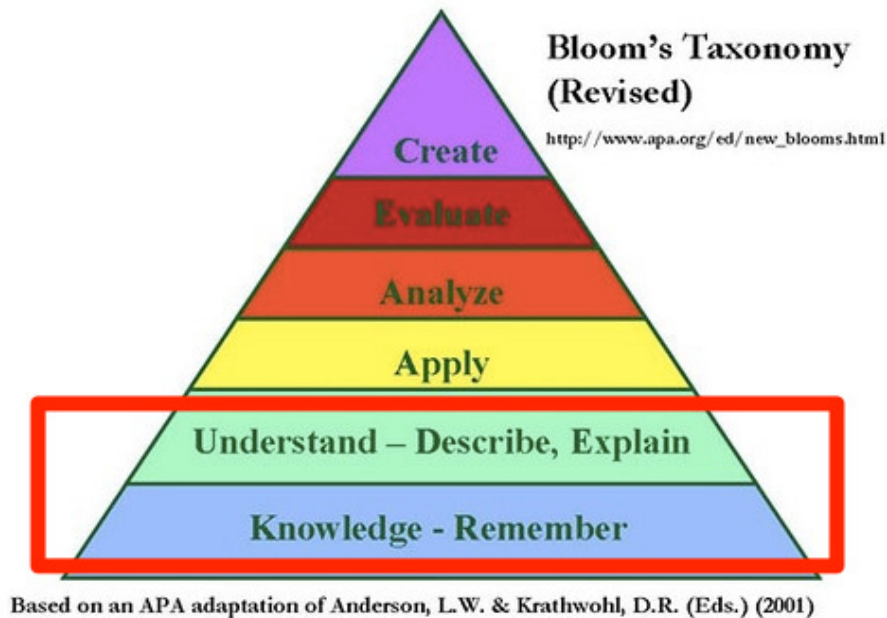 Bloom's Taxonomy
(Revised)
http://www.apa.org/ed/new_blooms.html
Create
Evaluate
Analyze
Apply
Understand – Describe, Explain
Knowledge - Remember
Based on an APA adaptation of Anderson, L.W. & Krathwohl, D.R. (Eds.) (2001)